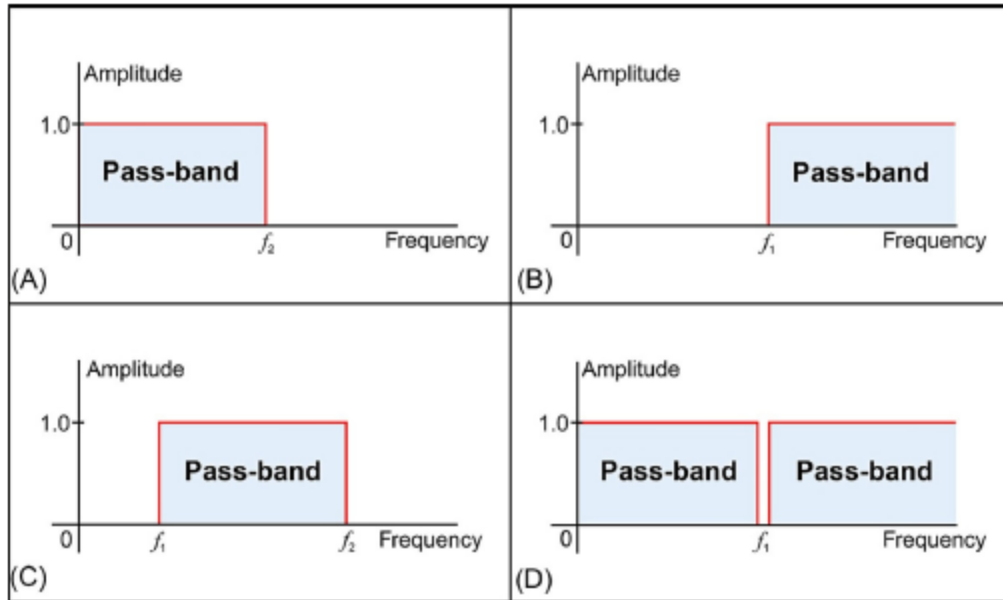 Amplitude
1.0
Pass-band
0
f₂
Frequency
(A)
Amplitude
1.0
Pass-band
0
f₁
Frequency
(B)
Amplitude
1.0
Pass-band
0
f₁
f₂
Frequency
(C)
Amplitude
1.0
Pass-band
Pass-band
0
f₁
Frequency
(D)